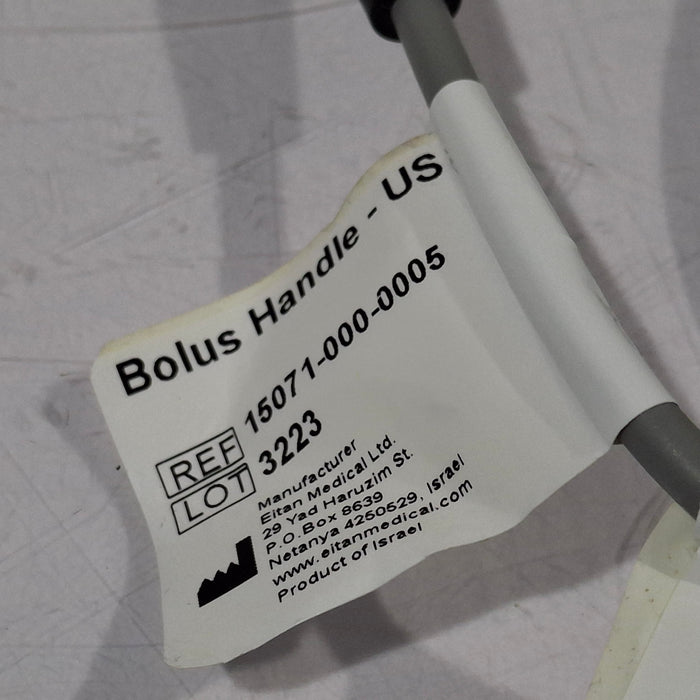 Bolus Handle - US
REF 15071-000-0005
LOT 3223
Manufacturer
Eitan Medical Ltd.
29 Yad Haruzim St.
P.O.Box 8639
Netanya 4250529, Israel
www.eitanmedical.com
Product of Israel